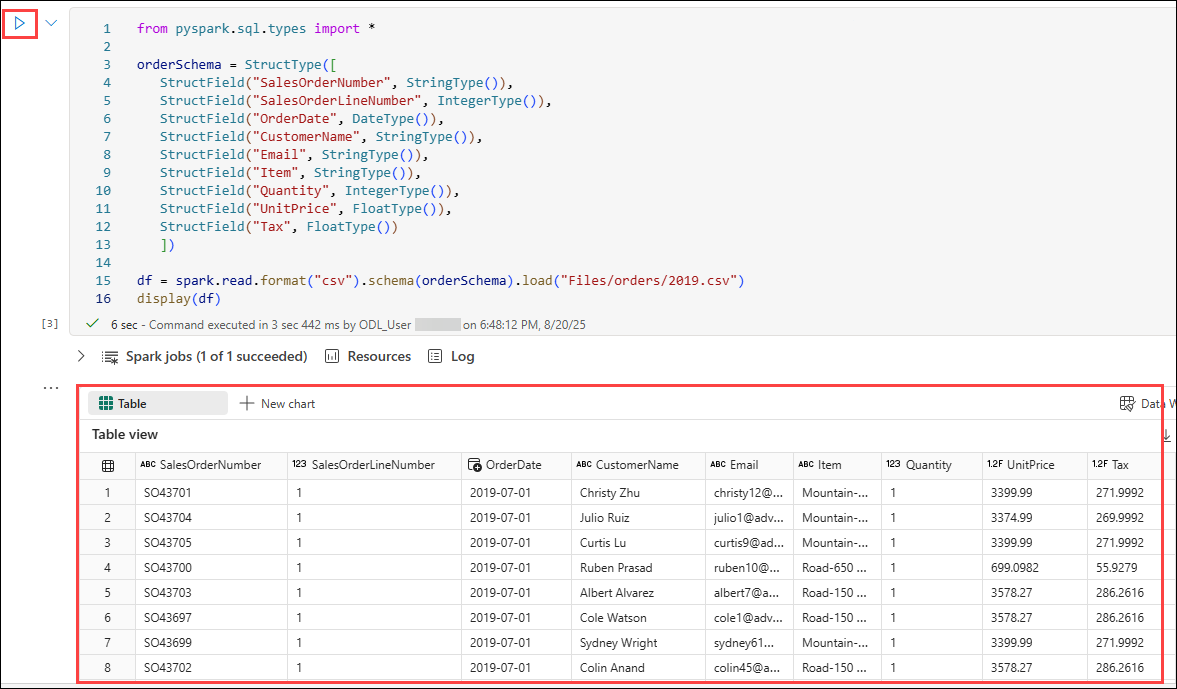 1 from pyspark.sql.types import *
2
3 orderSchema = StructType([
4 StructField("SalesOrderNumber", StringType()),
5 StructField("SalesOrderLineNumber", IntegerType()),
6 StructField("OrderDate", DateType()),
7 StructField("CustomerName", StringType()),
8 StructField("Email", StringType()),
9 StructField("Item", StringType()),
10 StructField("Quantity", IntegerType()),
11 StructField("UnitPrice", FloatType()),
12 StructField("Tax", FloatType())
13 ])
14
15 df = spark.read.format("csv").schema(orderSchema).load("Files/orders/2019.csv")
16 display(df)
[3] 6 sec - Command executed in 3 sec 442 ms by ODL_User on 6:48:12 PM, 8/20/25
Spark jobs (1 of 1 succeeded) Resources Log
... Table New chart Data W
Table view
ABC SalesOrderNumber 123 SalesOrderLineNumber OrderDate ABC CustomerName ABC Email ABC Item 123 Quantity 1.2F UnitPrice 1.2F Tax
1 SO43701 1 2019-07-01 Christy Zhu christy12@... Mountain-... 1 3399.99 271.9992
2 SO43704 1 2019-07-01 Julio Ruiz julio1@adv... Mountain-... 1 3374.99 269.9992
3 SO43705 1 2019-07-01 Curtis Lu curtis9@ad... Mountain-... 1 3399.99 271.9992
4 SO43700 1 2019-07-01 Ruben Prasad ruben10@... Road-650 ... 1 699.0982 55.9279
5 SO43703 1 2019-07-01 Albert Alvarez albert7@a... Road-150 ... 1 3578.27 286.2616
6 SO43697 1 2019-07-01 Cole Watson cole1@adv... Road-150 ... 1 3578.27 286.2616
7 SO43699 1 2019-07-01 Sydney Wright sydney61... Mountain-... 1 3399.99 271.9992
8 SO43702 1 2019-07-01 Colin Anand colin45@a... Road-150 ... 1 3578.27 286.2616